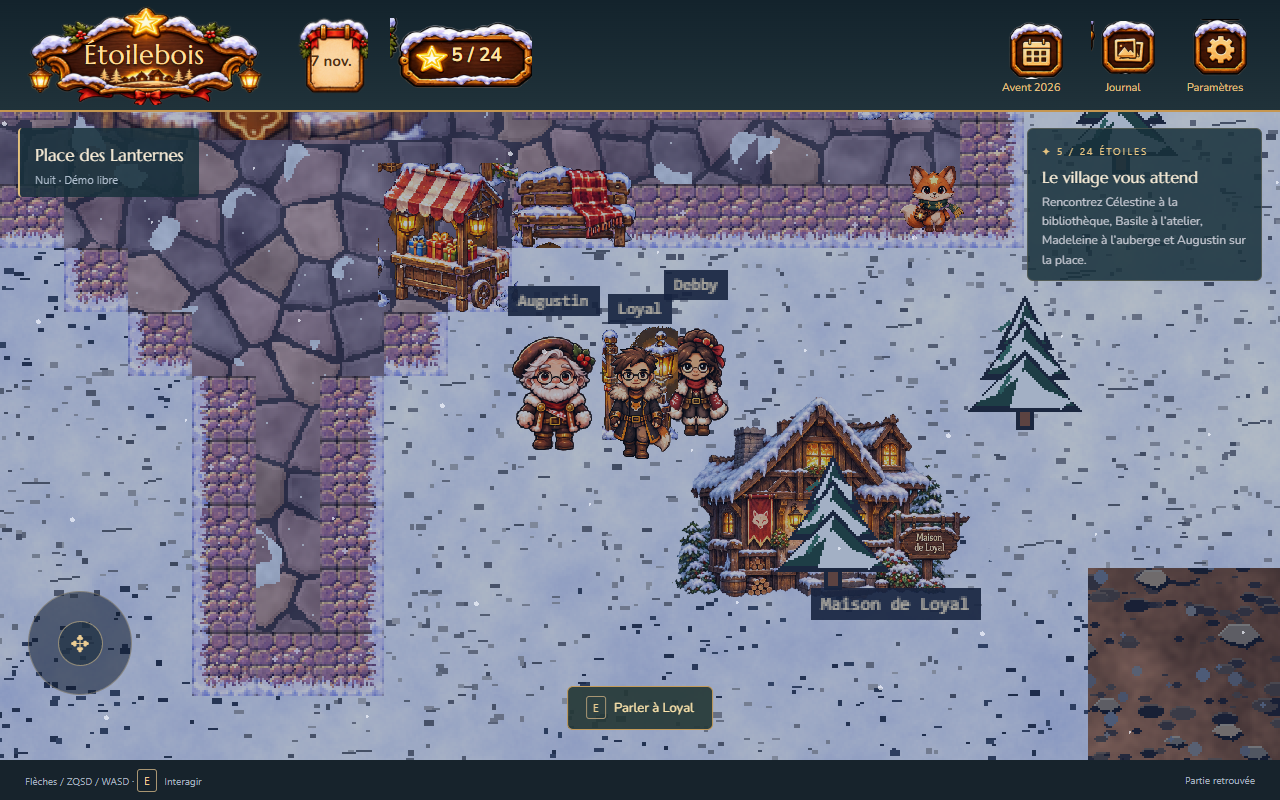 Étoilebois
7 nov.
5 / 24
Avent 2026
Journal
Paramètres
Place des Lanternes
Nuit · Démo libre
✦ 5 / 24 ÉTOILES
Le village vous attend
Rencontrez Célestine à la
bibliothèque, Basile à l'atelier,
Madeleine à l'auberge et Augustin sur
la place.
Debby
Augustin
Loyal
Maison
de Loyal
Maison de Loyal
E Parler à Loyal
Flèches / ZQSD / WASD · E Interagir
Partie retrouvée